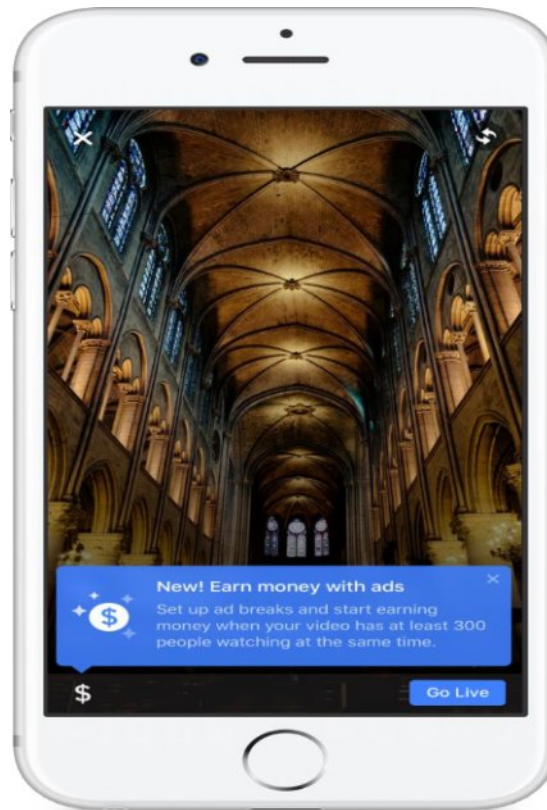 New! Earn money with ads
Set up ad breaks and start earning
money when your video has at least 300
people watching at the same time.
$
Go Live